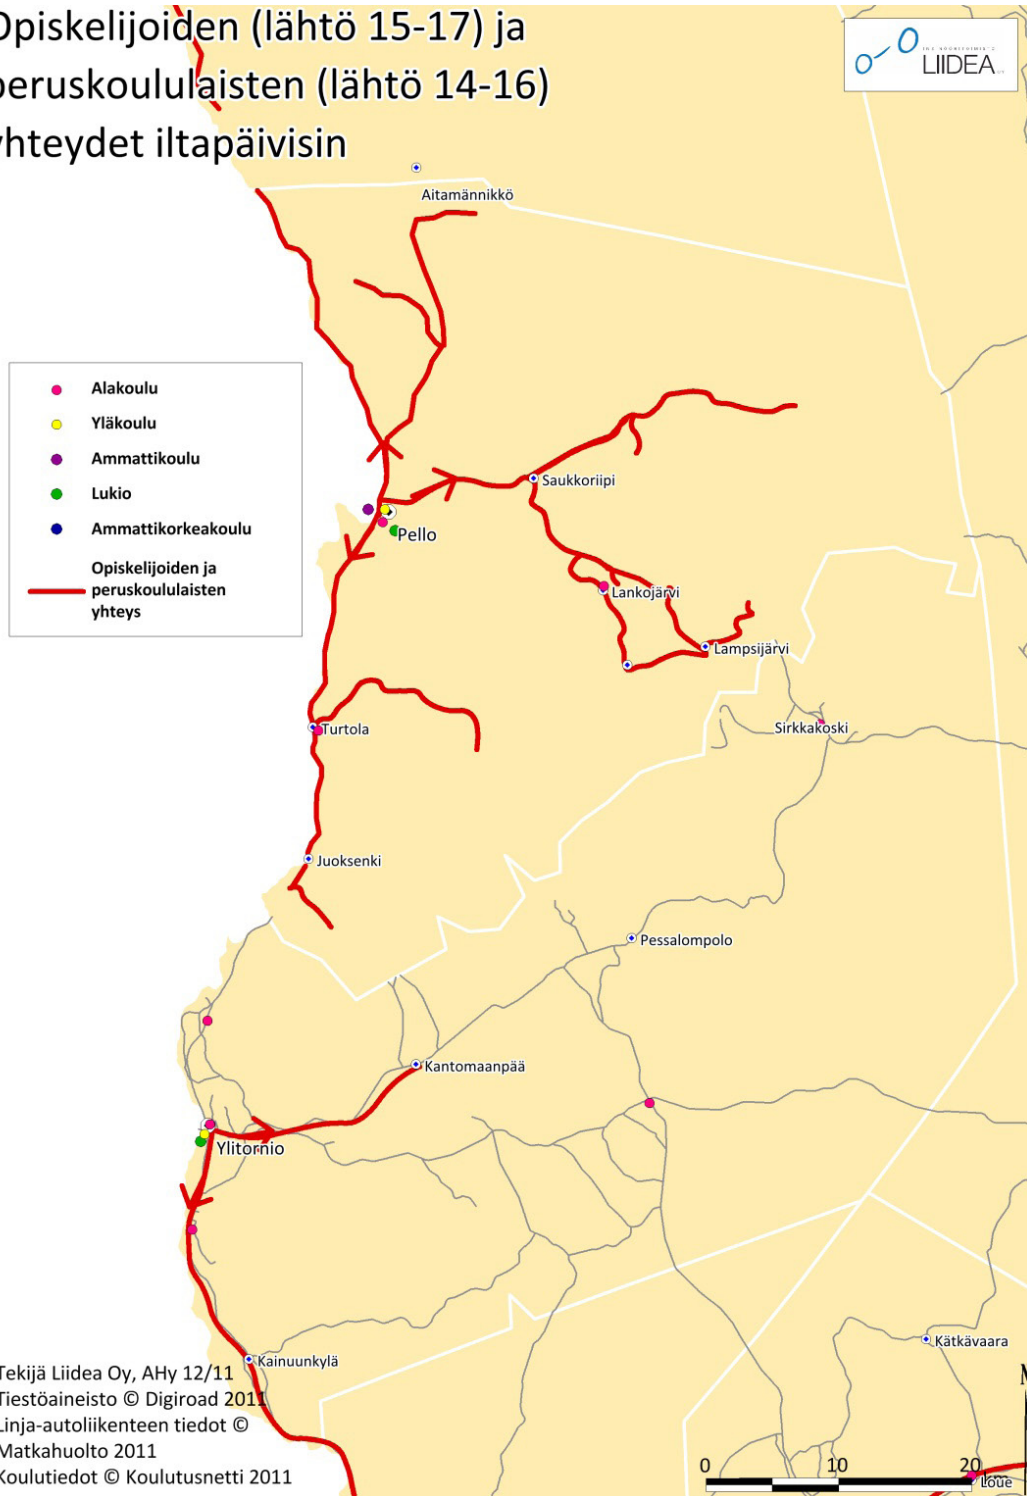 Opiskelijoiden (lähtö 15-17) ja
peruskoululaisten (lähtö 14-16)
yhteydet iltapäivisin
LIIDEA
Aitamännikkö
Alakoulu
Yläkoulu
Ammattikoulu
Lukio
Ammattikorkeakoulu
Opiskelijoiden ja
peruskoululaisten
yhteys
Saukkoriipi
Pello
Lankojärvi
Lampsijärvi
Turtola
Sirkkakoski
Juoksenki
Pessalompolo
Kantomaanpää
Ylitornio
Kätkävaara
Kainuunkylä
Tekijä Liidea Oy, AHy 12/11
Tiestöaineisto © Digiroad 2011
Linja-autoliikenteen tiedot ©
Matkahuolto 2011
Koulutiedot © Koulutusnetti 2011
0 10 20
km
Loue